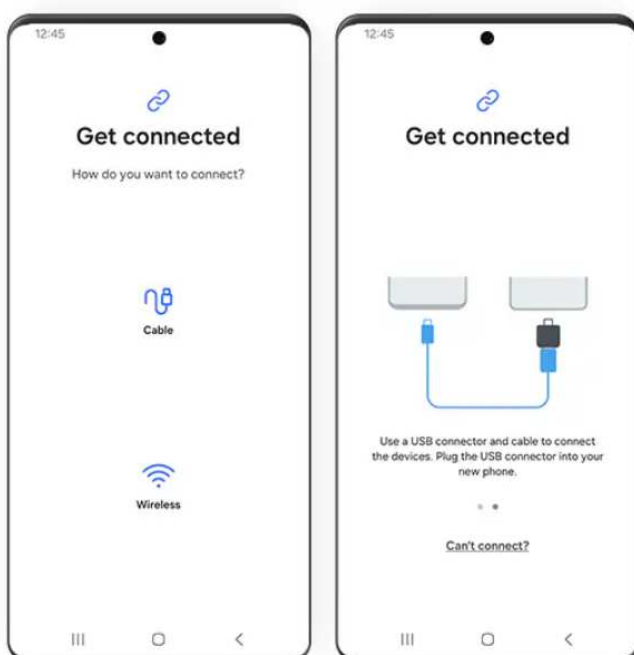 12:45
Get connected
How do you want to connect?
Cable
Wireless
12:45
Get connected
Use a USB connector and cable to connect
the devices. Plug the USB connector into your
new phone.
Can't connect?